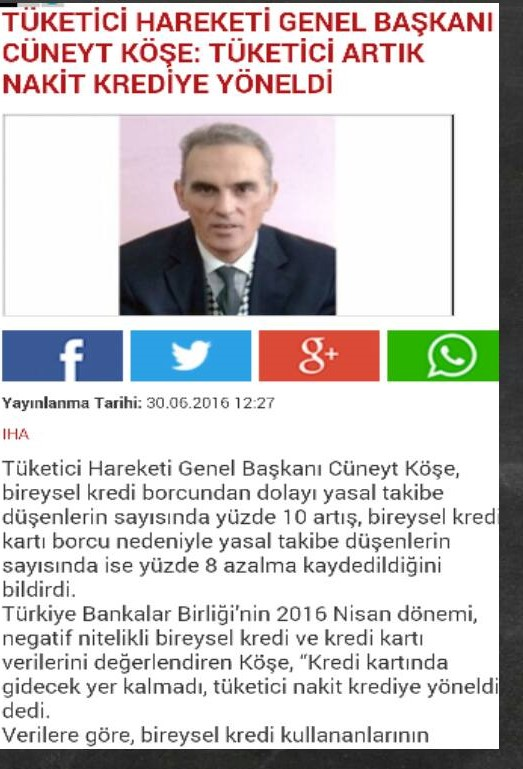 TÜKETİCİ HAREKETİ GENEL BAŞKANI
CÜNEYT KÖŞE: TÜKETİCİ ARTIK
NAKİT KREDİYE YÖNELDİ
f
g+
Yayınlanma Tarihi: 30.06.2016 12:27
IHA
Tüketici Hareketi Genel Başkanı Cüneyt Köşe,
bireysel kredi borcundan dolayı yasal takibe
düşenlerin sayısında yüzde 10 artış, bireysel kredi
kartı borcu nedeniyle yasal takibe düşenlerin
sayısında ise yüzde 8 azalma kaydedildiğini
bildirdi.
Türkiye Bankalar Birliği'nin 2016 Nisan dönemi,
negatif nitelikli bireysel kredi ve kredi kartı
verilerini değerlendiren Köşe, “Kredi kartında
gidecek yer kalmadı, tüketici nakit krediye yöneldi
dedi.
Verilere göre, bireysel kredi kullananlarının